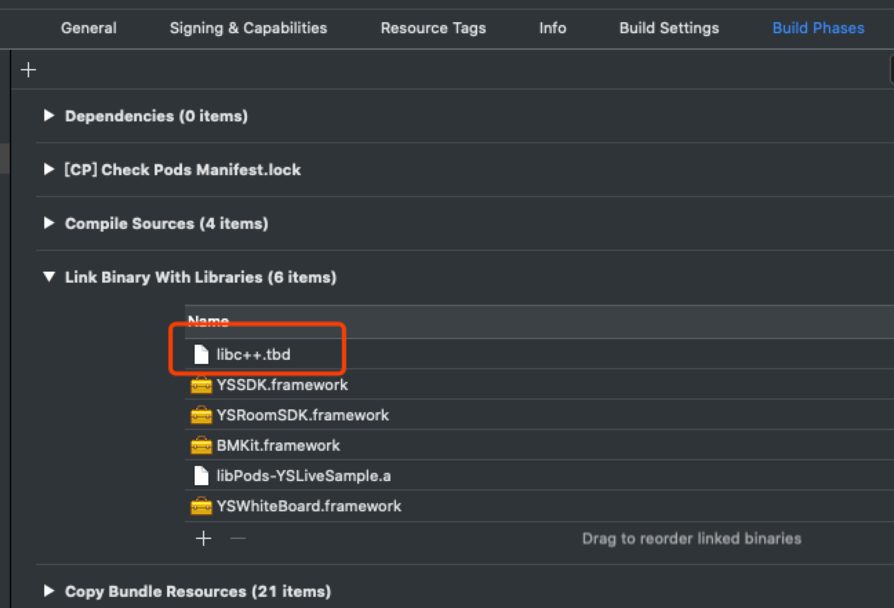 General Signing & Capabilities Resource Tags Info Build Settings Build Phases
Dependencies (0 items)
[CP] Check Pods Manifest.lock
Compile Sources (4 items)
Link Binary With Libraries (6 items)
Name
libc++.tbd
YSSDK.framework
YSRoomSDK.framework
BMKit.framework
libPods-YSLiveSample.a
YSWhiteBoard.framework
Drag to reorder linked binaries
Copy Bundle Resources (21 items)